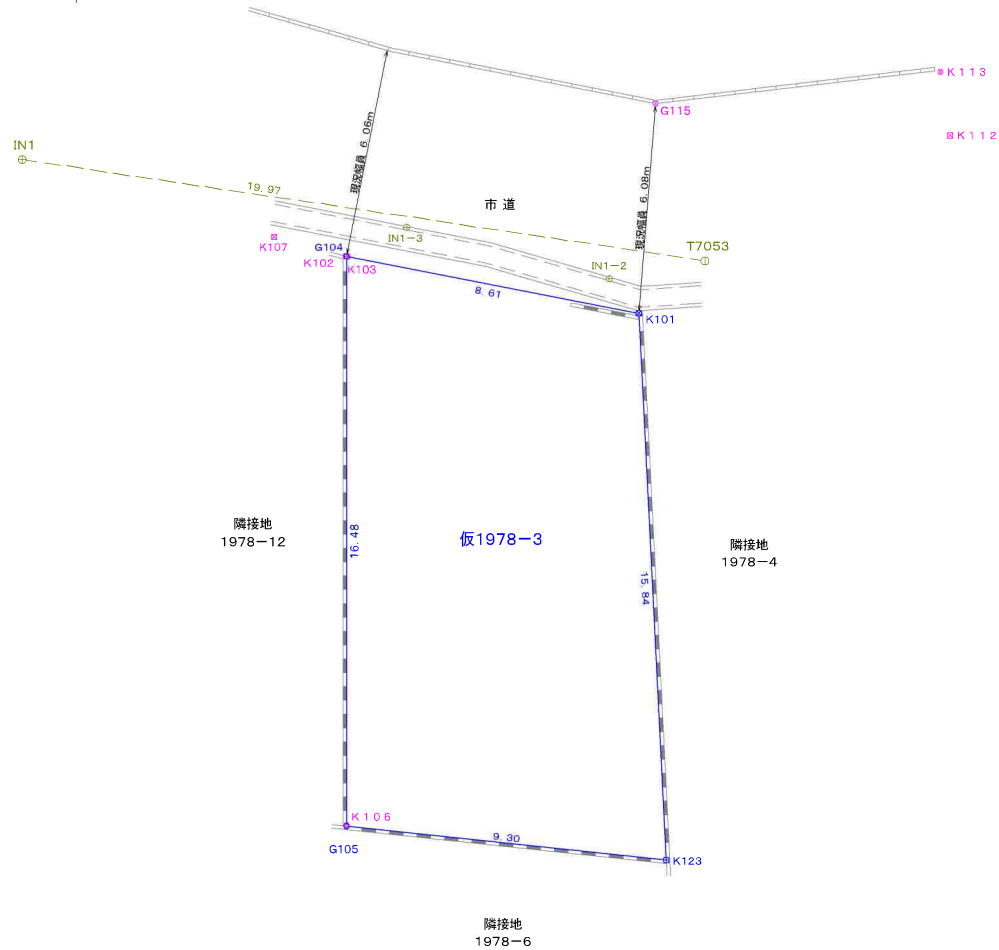 K113
G115
K112
現況幅員 6.06m
IN1
現況幅員 6.08m
19.97
市道
IN1-3
K107
G104
T7053
K102
K103
IN1-2
8.61
K101
隣接地
1978-12
16.48
仮1978-3
隣接地
1978-4
15.84
K106
9.30
G105
K123
隣接地
1978-6